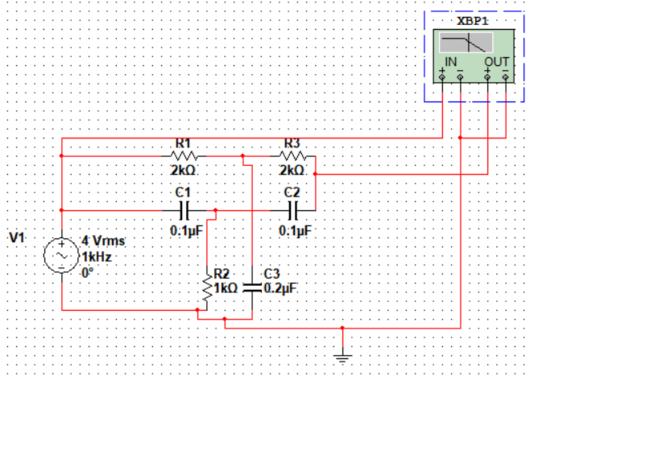 XBP1
IN OUT
+ − + −
R1
2kΩ
R3
2kΩ
C1
0.1µF
C2
0.1µF
V1
4 Vrms
1kHz
0°
R2
1kΩ
C3
0.2µF